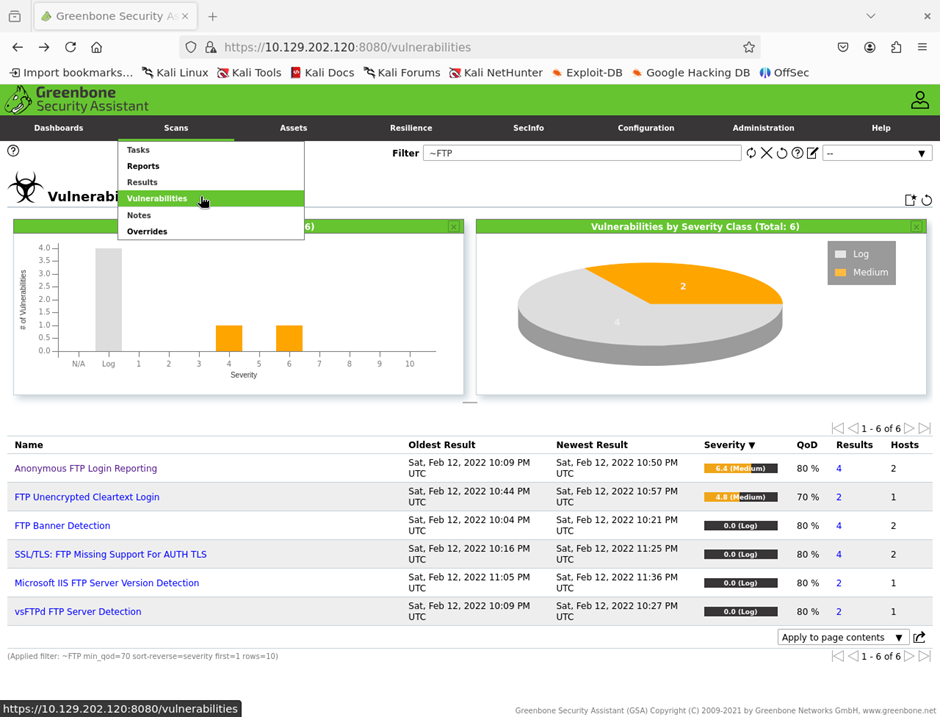 Greenbone Security As
https://10.129.202.120:8080/vulnerabilities
Import bookmarks...
Kali Linux
Kali Tools
Kali Docs
Kali Forums
Kali NetHunter
Exploit-DB
Google Hacking DB
OffSec
Greenbone
Security Assistant
Dashboards
Scans
Assets
Resilience
SecInfo
Configuration
Administration
Help
Tasks
Reports
Results
Vulnerabilities
Notes
Overrides
Filter
~FTP
--
Vulnerabi
6)
Vulnerabilities by Severity Class (Total: 6)
# of Vulnerabilities
4.0
3.5
3.0
2.5
2.0
1.5
1.0
0.5
0.0
N/A Log 1 2 3 4 5 6 7 8 9 10
Severity
2
4
Log
Medium
1 - 6 of 6
Name Oldest Result Newest Result Severity ▼ QoD Results Hosts
Anonymous FTP Login Reporting Sat, Feb 12, 2022 10:09 PM UTC Sat, Feb 12, 2022 10:50 PM UTC 6.4 (Medium) 80 % 4 2
FTP Unencrypted Cleartext Login Sat, Feb 12, 2022 10:44 PM UTC Sat, Feb 12, 2022 10:57 PM UTC 4.8 (Medium) 70 % 2 1
FTP Banner Detection Sat, Feb 12, 2022 10:04 PM UTC Sat, Feb 12, 2022 10:21 PM UTC 0.0 (Log) 80 % 4 2
SSL/TLS: FTP Missing Support For AUTH TLS Sat, Feb 12, 2022 10:16 PM UTC Sat, Feb 12, 2022 11:25 PM UTC 0.0 (Log) 80 % 4 2
Microsoft IIS FTP Server Version Detection Sat, Feb 12, 2022 11:05 PM UTC Sat, Feb 12, 2022 11:36 PM UTC 0.0 (Log) 80 % 2 1
vsFTPd FTP Server Detection Sat, Feb 12, 2022 10:09 PM UTC Sat, Feb 12, 2022 10:27 PM UTC 0.0 (Log) 80 % 2 1
Apply to page contents ▼
(Applied filter: ~FTP min_qod=70 sort-reverse=severity first=1 rows=10)
1 - 6 of 6
https://10.129.202.120:8080/vulnerabilities
Greenbone Security Assistant (GSA) Copyright (C) 2009-2021 by Greenbone Networks GmbH, www.greenbone.net